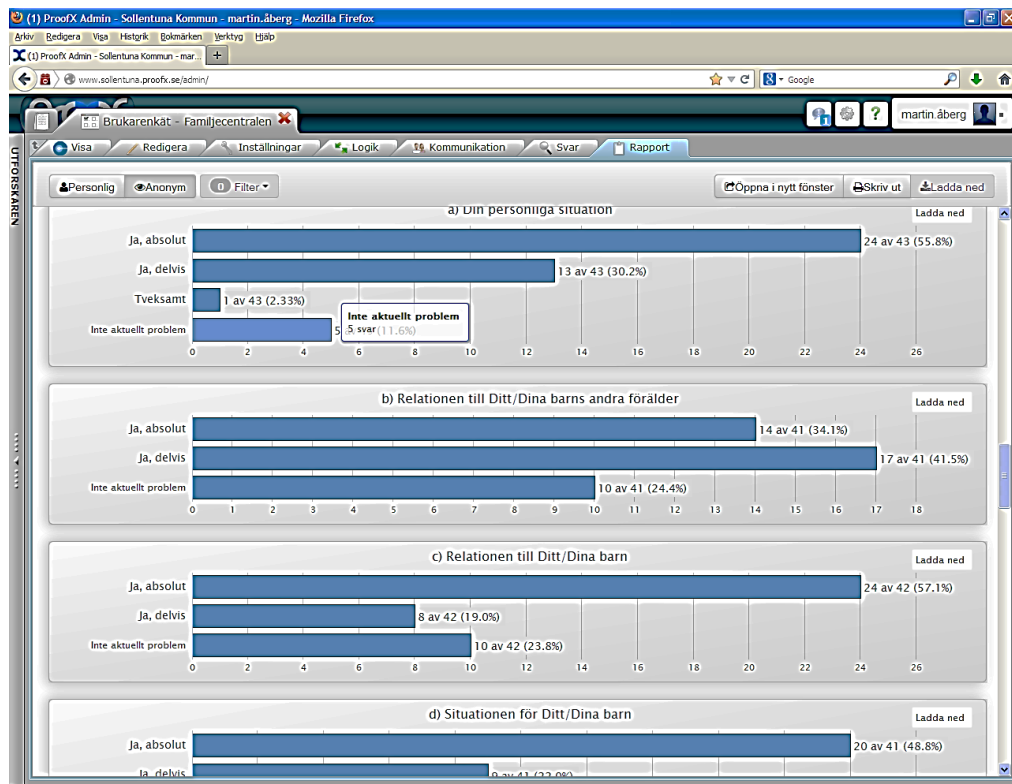 (1) ProofX Admin - Sollentuna Kommun - martin.åberg - Mozilla Firefox
Arkiv Redigera Visa Historik Bokmärken Verktyg Hjälp
(1) ProofX Admin - Sollentuna Kommun - mar... +
www.sollentuna.proofx.se/admin/ Google
Brukarenkät - Familjecentralen ? martin.åberg
UTFORSKAREN
Visa Redigera Inställningar Logik Kommunikation Svar Rapport
Personlig Anonym 0 Filter Öppna i nytt fönster Skriv ut Ladda ned
a) Din personliga situation Ladda ned
Ja, absolut 24 av 43 (55.8%)
Ja, delvis 13 av 43 (30.2%)
Tveksamt 1 av 43 (2.33%)
Inte aktuellt problem
Inte aktuellt problem 5 svar (11.6%)
0 2 4 6 8 10 12 14 16 18 20 22 24 26
b) Relationen till Ditt/Dina barns andra förälder Ladda ned
Ja, absolut 14 av 41 (34.1%)
Ja, delvis 17 av 41 (41.5%)
Inte aktuellt problem 10 av 41 (24.4%)
0 1 2 3 4 5 6 7 8 9 10 11 12 13 14 15 16 17 18
c) Relationen till Ditt/Dina barn Ladda ned
Ja, absolut 24 av 42 (57.1%)
Ja, delvis 8 av 42 (19.0%)
Inte aktuellt problem 10 av 42 (23.8%)
0 2 4 6 8 10 12 14 16 18 20 22 24 26
d) Situationen för Ditt/Dina barn Ladda ned
Ja, absolut 20 av 41 (48.8%)
Ja, delvis 9 av 41 (22.0%)